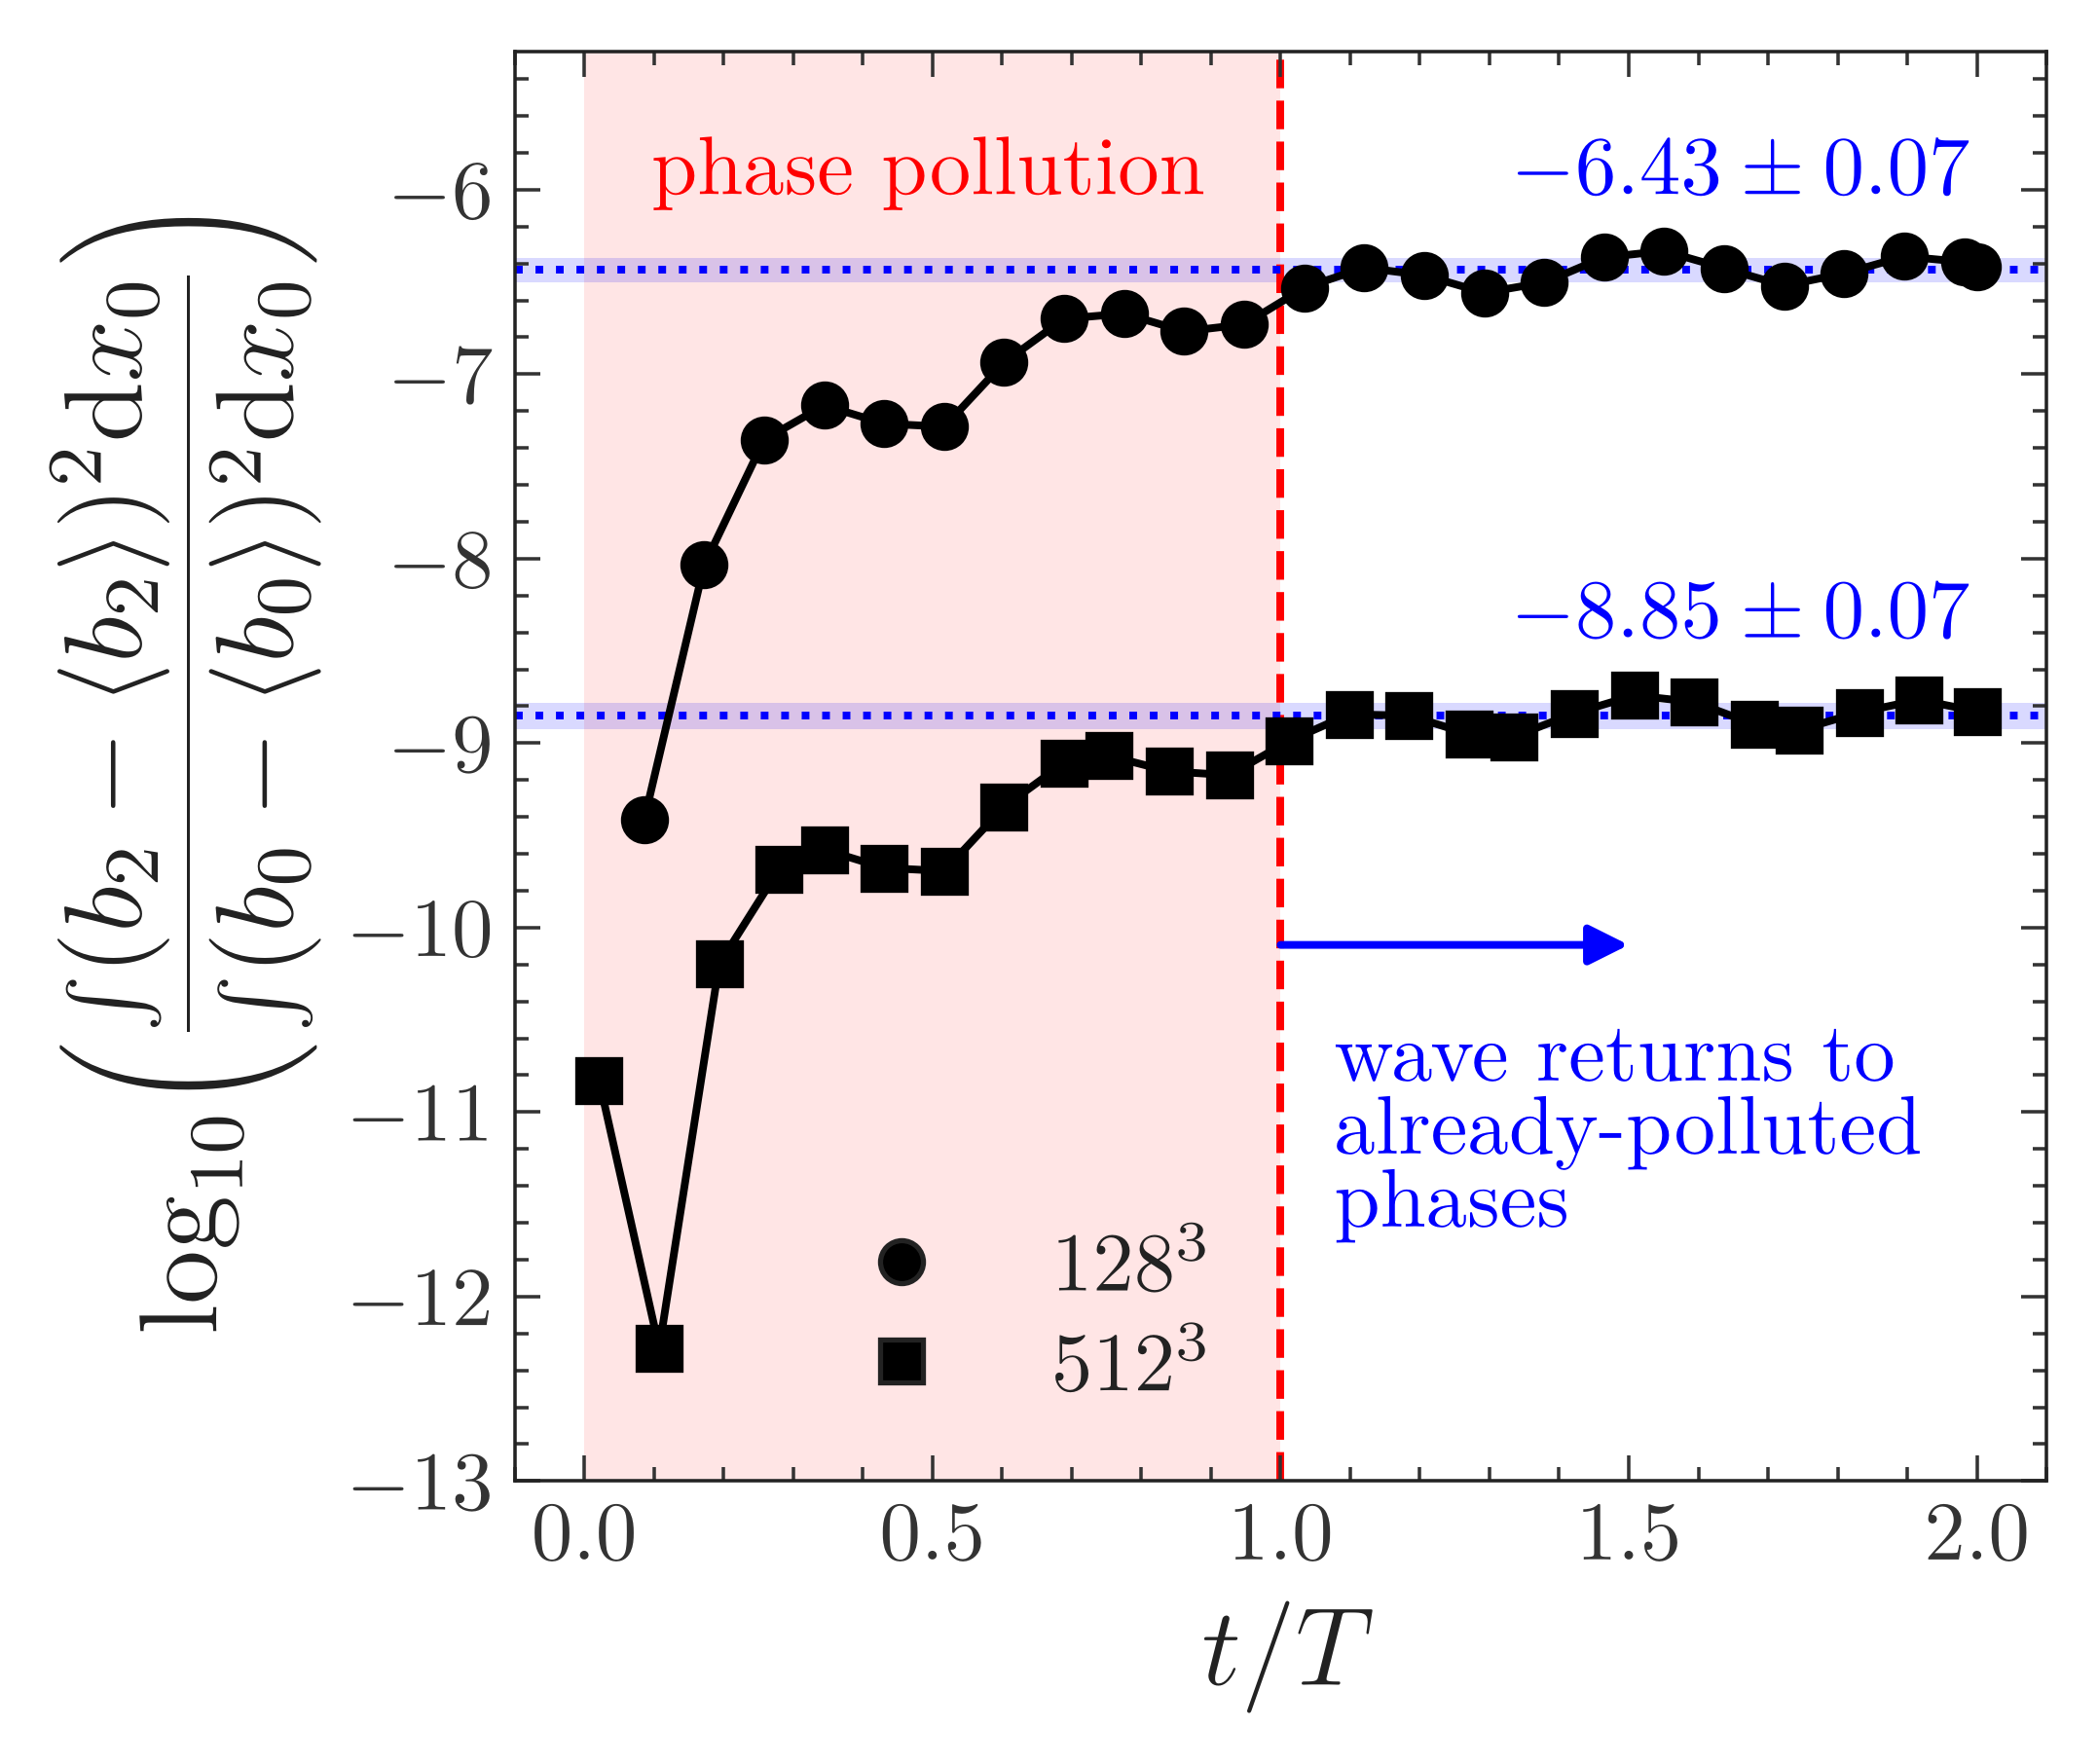 log₁₀ ( ∫(b₂ − ⟨b₂⟩)²dx₀ / ∫(b₀ − ⟨b₀⟩)²dx₀ )
phase pollution
−6.43 ± 0.07
−6
−7
−8
−8.85 ± 0.07
−9
−10
−11
wave returns to
already-polluted
phases
−12
128³
512³
−13
0.0 0.5 1.0 1.5 2.0
t/T